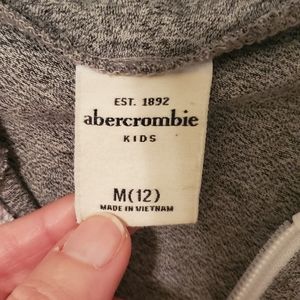 EST. 1892
abercrombie
KIDS
M(12)
MADE IN VIETNAM